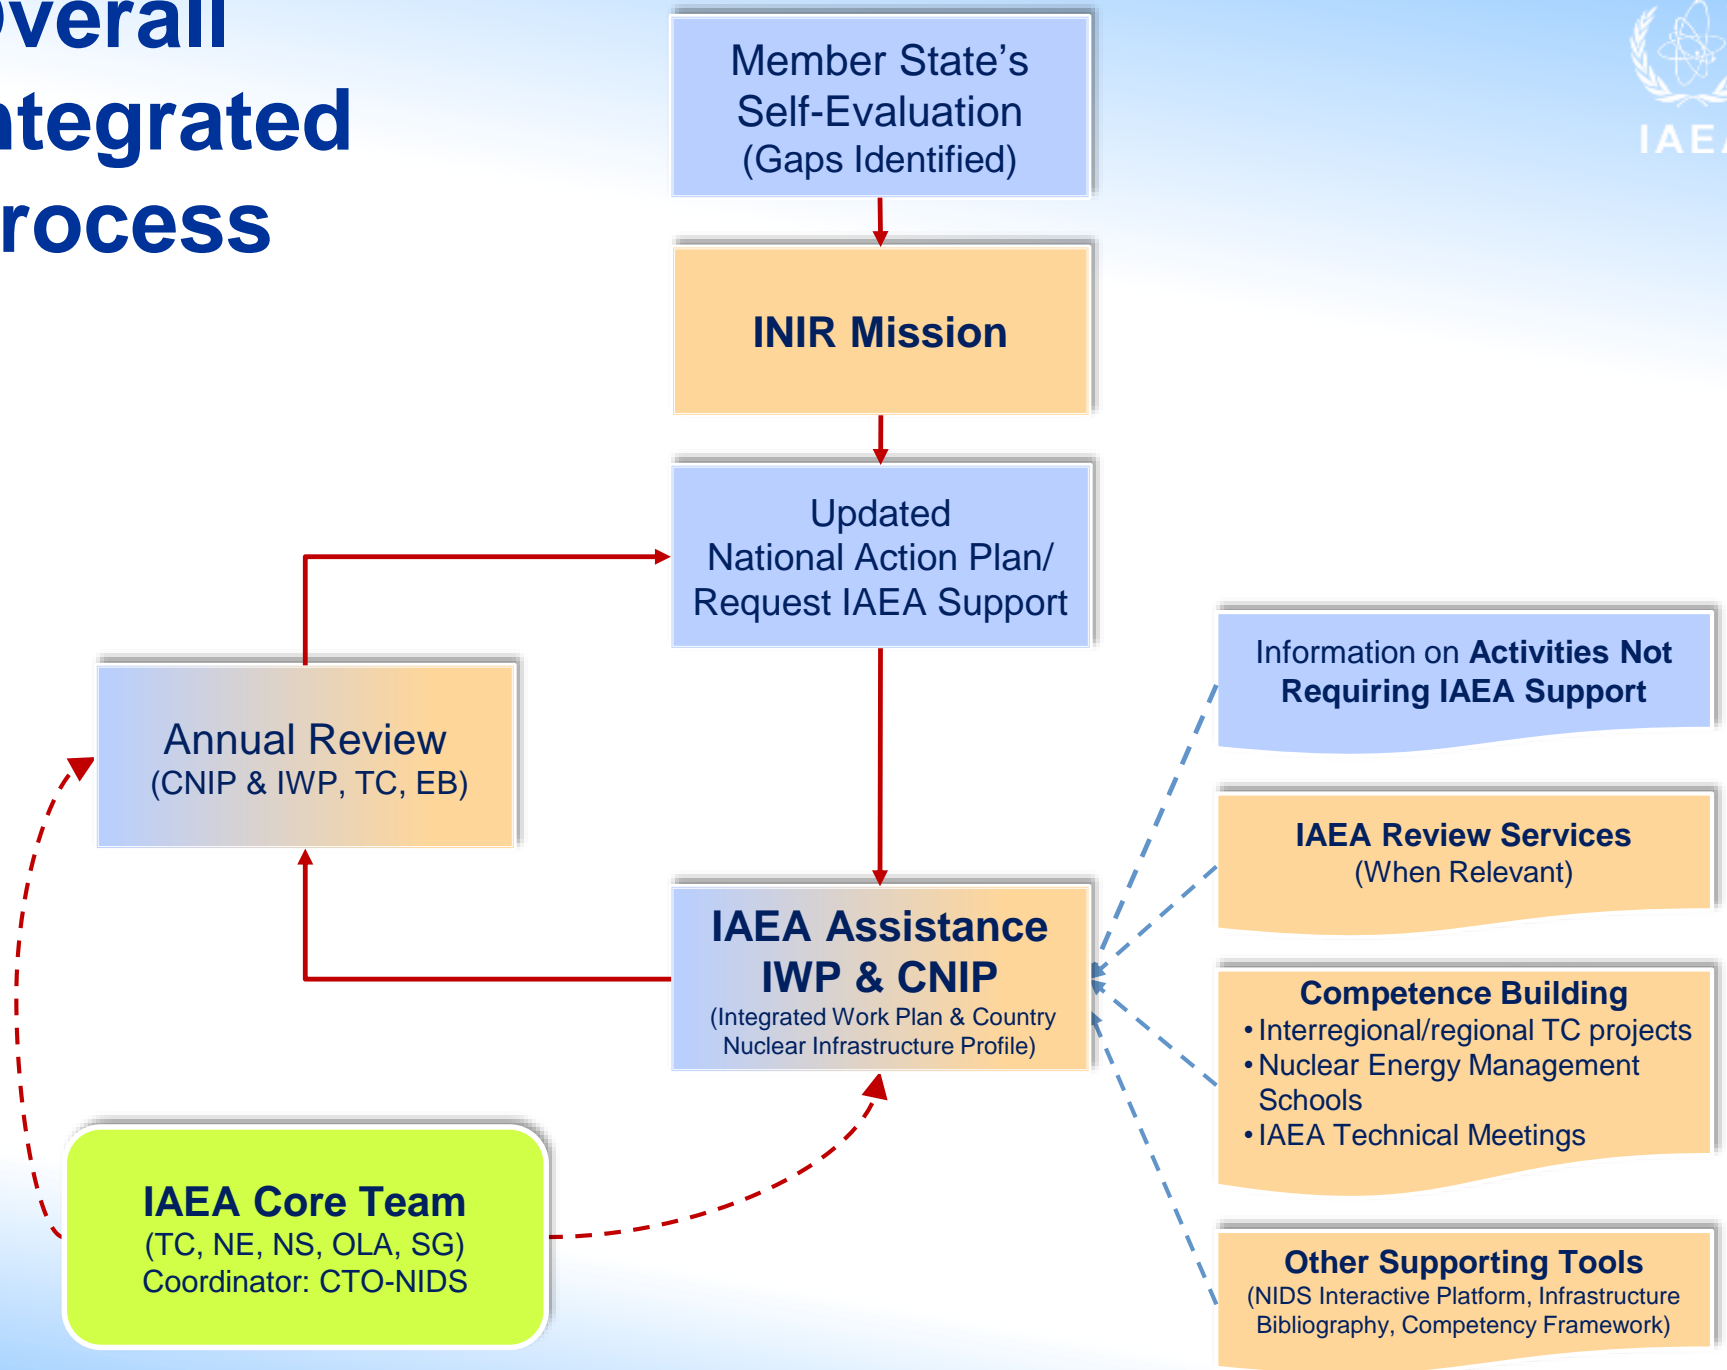 Overall
Integrated
Process
IAEA
Member State’s
Self-Evaluation
(Gaps Identified)
INIR Mission
Updated
National Action Plan/
Request IAEA Support
Annual Review
(CNIP & IWP, TC, EB)
IAEA Assistance
IWP & CNIP
(Integrated Work Plan & Country
Nuclear Infrastructure Profile)
IAEA Core Team
(TC, NE, NS, OLA, SG)
Coordinator: CTO-NIDS
Information on Activities Not
Requiring IAEA Support
IAEA Review Services
(When Relevant)
Competence Building
• Interregional/regional TC projects
• Nuclear Energy Management
Schools
• IAEA Technical Meetings
Other Supporting Tools
(NIDS Interactive Platform, Infrastructure
Bibliography, Competency Framework)